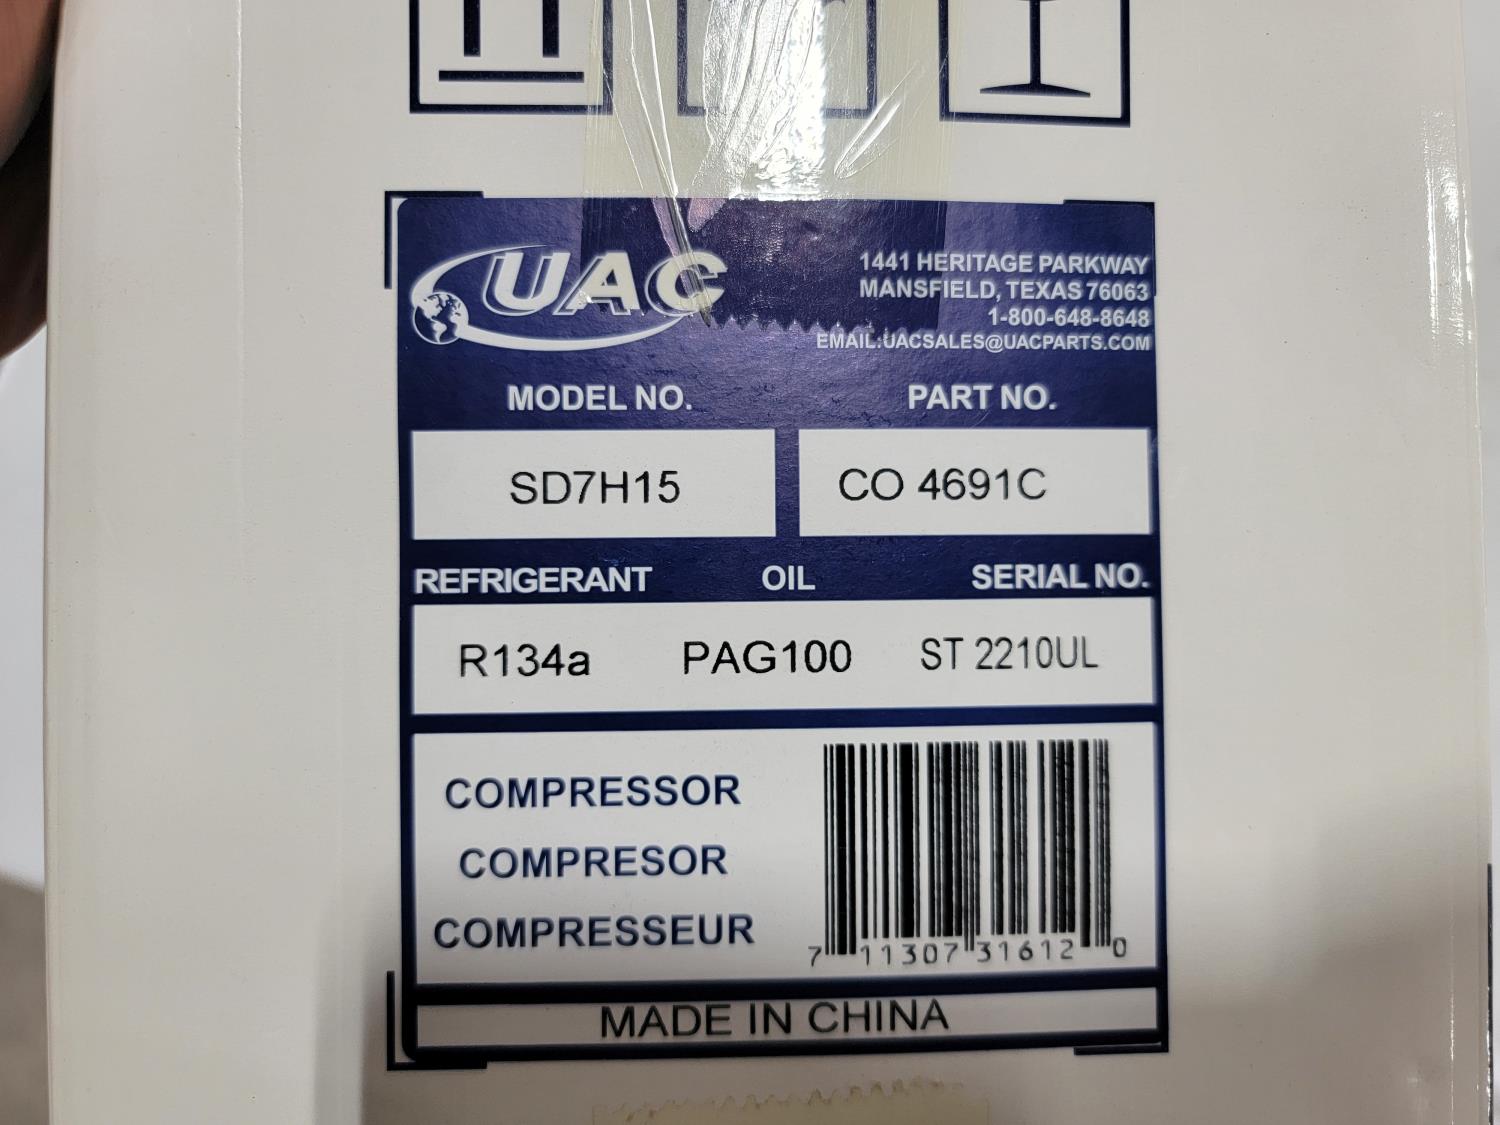 UAC
1441 HERITAGE PARKWAY
MANSFIELD, TEXAS 76063
1-800-648-8648
EMAIL:UACSALES@UACPARTS.COM
MODEL NO. PART NO.
SD7H15 CO 4691C
REFRIGERANT OIL SERIAL NO.
R134a PAG100 ST 2210UL
COMPRESSOR
COMPRESOR
COMPRESSEUR
7 11307 31612 0
MADE IN CHINA